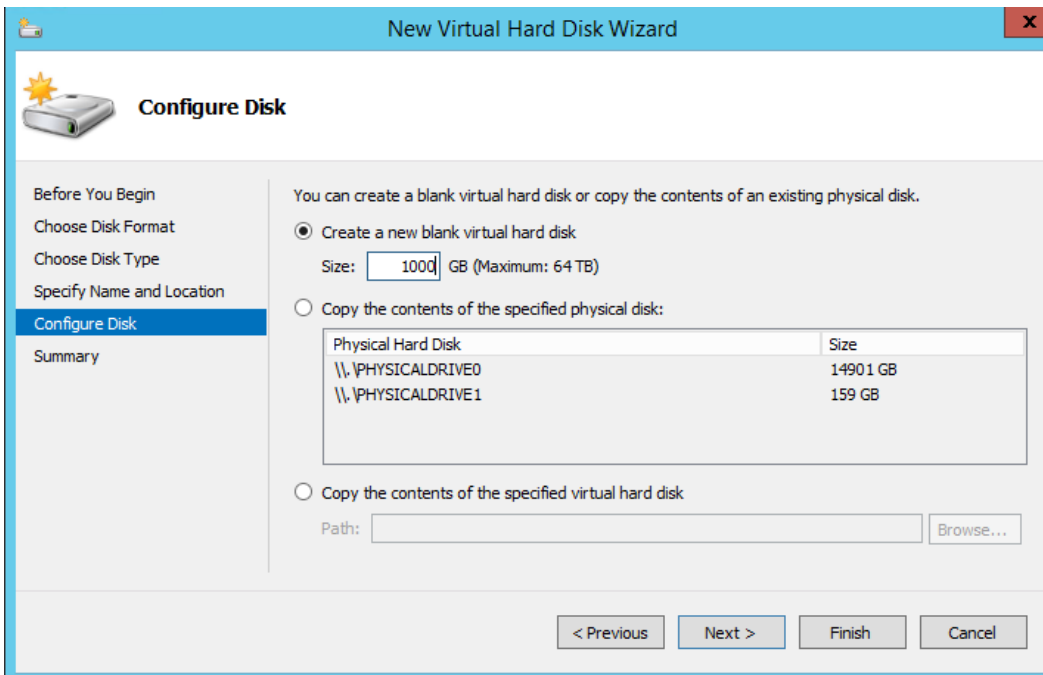 New Virtual Hard Disk Wizard
x
Configure Disk
Before You Begin
Choose Disk Format
Choose Disk Type
Specify Name and Location
Configure Disk
Summary
You can create a blank virtual hard disk or copy the contents of an existing physical disk.
Create a new blank virtual hard disk
Size: 1000 GB (Maximum: 64 TB)
Copy the contents of the specified physical disk:
Physical Hard Disk Size
\\.\PHYSICALDRIVE0 14901 GB
\\.\PHYSICALDRIVE1 159 GB
Copy the contents of the specified virtual hard disk
Path: Browse...
< Previous Next > Finish Cancel